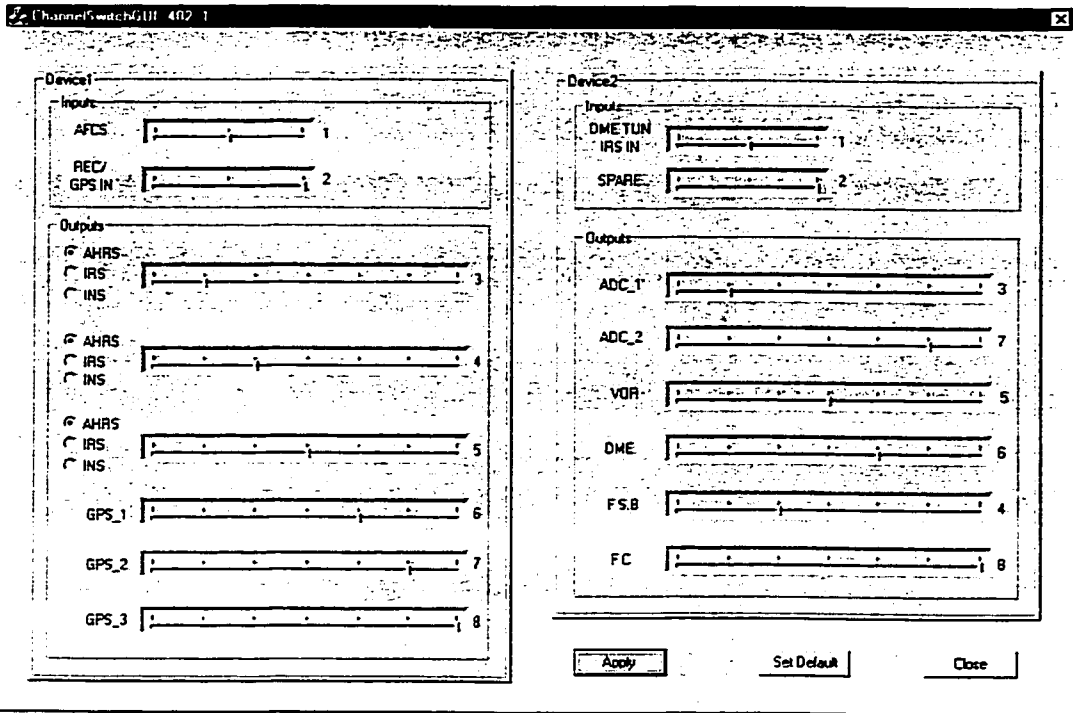 ChannelSwitchGUI 402 1
Device1
Inputs
AFCS 1
REC/
GPS IN 2
Outputs
AHRS
IRS 3
INS
AHRS
IRS 4
INS
AHRS
IRS 5
INS
GPS_1 6
GPS_2 7
GPS_3 8
Device2
Inputs
DME TUN
IRS IN 1
SPARE 2
Outputs
ADC_1 3
ADC_2 7
VOR 5
DME 6
FS.B 4
FC 8
Apply Set Default Close